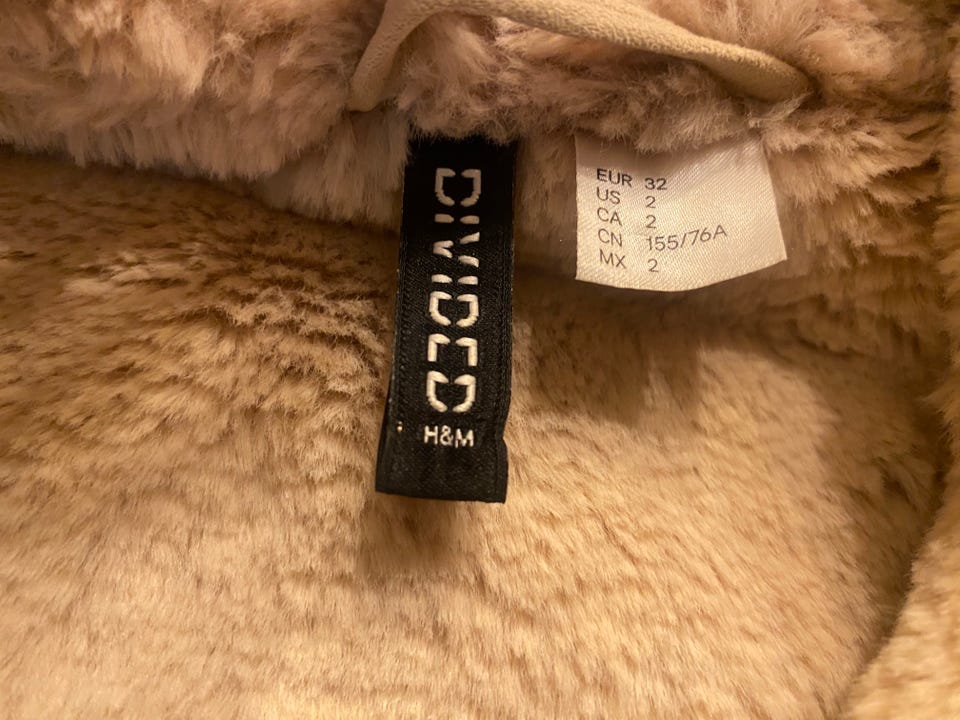 DIVIDED
H&M
EUR 32
US 2
CA 2
CN 155/76A
MX 2